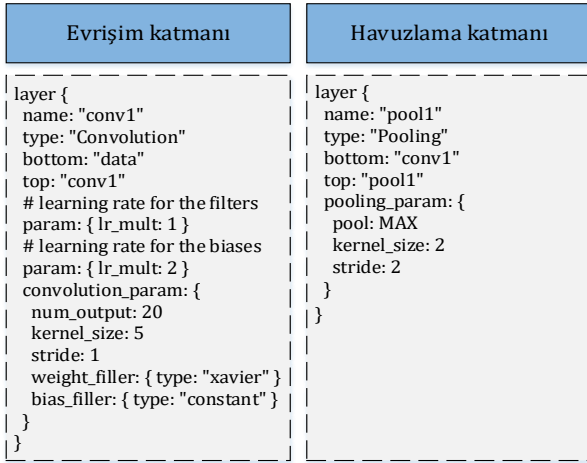 Evrişim katmanı
layer {
name: "conv1"
type: "Convolution"
bottom: "data"
top: "conv1"
# learning rate for the filters
param: { lr_mult: 1 }
# learning rate for the biases
param: { lr_mult: 2 }
convolution_param: {
num_output: 20
kernel_size: 5
stride: 1
weight_filler: { type: "xavier" }
bias_filler: { type: "constant" }
}
}
Havuzlama katmanı
layer {
name: "pool1"
type: "Pooling"
bottom: "conv1"
top: "pool1"
pooling_param: {
pool: MAX
kernel_size: 2
stride: 2
}
}